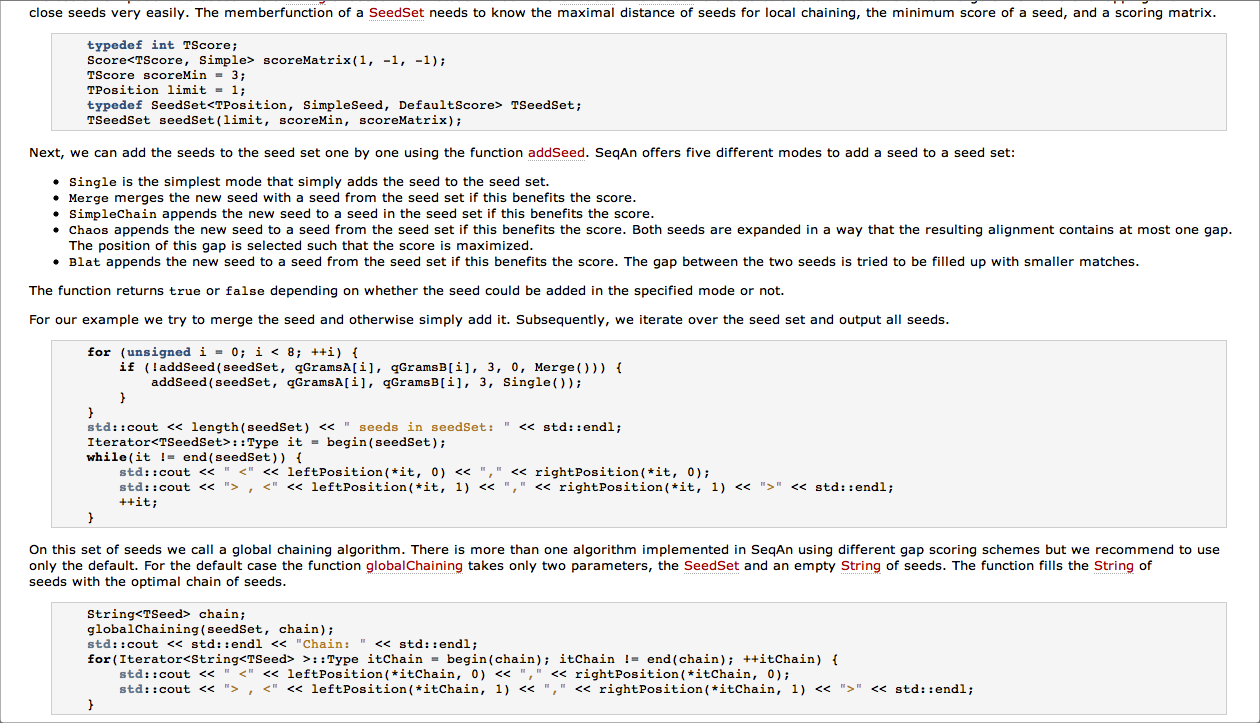 close seeds very easily. The memberfunction of a SeedSet needs to know the maximal distance of seeds for local chaining, the minimum score of a seed, and a scoring matrix.
typedef int TScore;
Score<TScore, Simple> scoreMatrix(1, -1, -1);
TScore scoreMin = 3;
TPosition limit = 1;
typedef SeedSet<TPosition, SimpleSeed, DefaultScore> TSeedSet;
TSeedSet seedSet(limit, scoreMin, scoreMatrix);
Next, we can add the seeds to the seed set one by one using the function addSeed. SeqAn offers five different modes to add a seed to a seed set:
• Single is the simplest mode that simply adds the seed to the seed set.
• Merge merges the new seed with a seed from the seed set if this benefits the score.
• SimpleChain appends the new seed to a seed in the seed set if this benefits the score.
• Chaos appends the new seed to a seed from the seed set if this benefits the score. Both seeds are expanded in a way that the resulting alignment contains at most one gap.
The position of this gap is selected such that the score is maximized.
• Blat appends the new seed to a seed from the seed set if this benefits the score. The gap between the two seeds is tried to be filled up with smaller matches.
The function returns true or false depending on whether the seed could be added in the specified mode or not.
For our example we try to merge the seed and otherwise simply add it. Subsequently, we iterate over the seed set and output all seeds.
for (unsigned i = 0; i < 8; ++i) {
if (!addSeed(seedSet, qGramsA[i], qGramsB[i], 3, 0, Merge())) {
addSeed(seedSet, qGramsA[i], qGramsB[i], 3, Single());
}
}
std::cout << length(seedSet) << " seeds in seedSet: " << std::endl;
Iterator<TSeedSet>::Type it = begin(seedSet);
while(it != end(seedSet)) {
std::cout << " <" << leftPosition(*it, 0) << "," << rightPosition(*it, 0);
std::cout << "> , <" << leftPosition(*it, 1) << "," << rightPosition(*it, 1) << ">" << std::endl;
++it;
}
On this set of seeds we call a global chaining algorithm. There is more than one algorithm implemented in SeqAn using different gap scoring schemes but we recommend to use
only the default. For the default case the function globalChaining takes only two parameters, the SeedSet and an empty String of seeds. The function fills the String of
seeds with the optimal chain of seeds.
String<TSeed> chain;
globalChaining(seedSet, chain);
std::cout << std::endl << "Chain: " << std::endl;
for(Iterator<String<TSeed> >::Type itChain = begin(chain); itChain != end(chain); ++itChain) {
std::cout << " <" << leftPosition(*itChain, 0) << "," << rightPosition(*itChain, 0);
std::cout << "> , <" << leftPosition(*itChain, 1) << "," << rightPosition(*itChain, 1) << ">" << std::endl;
}